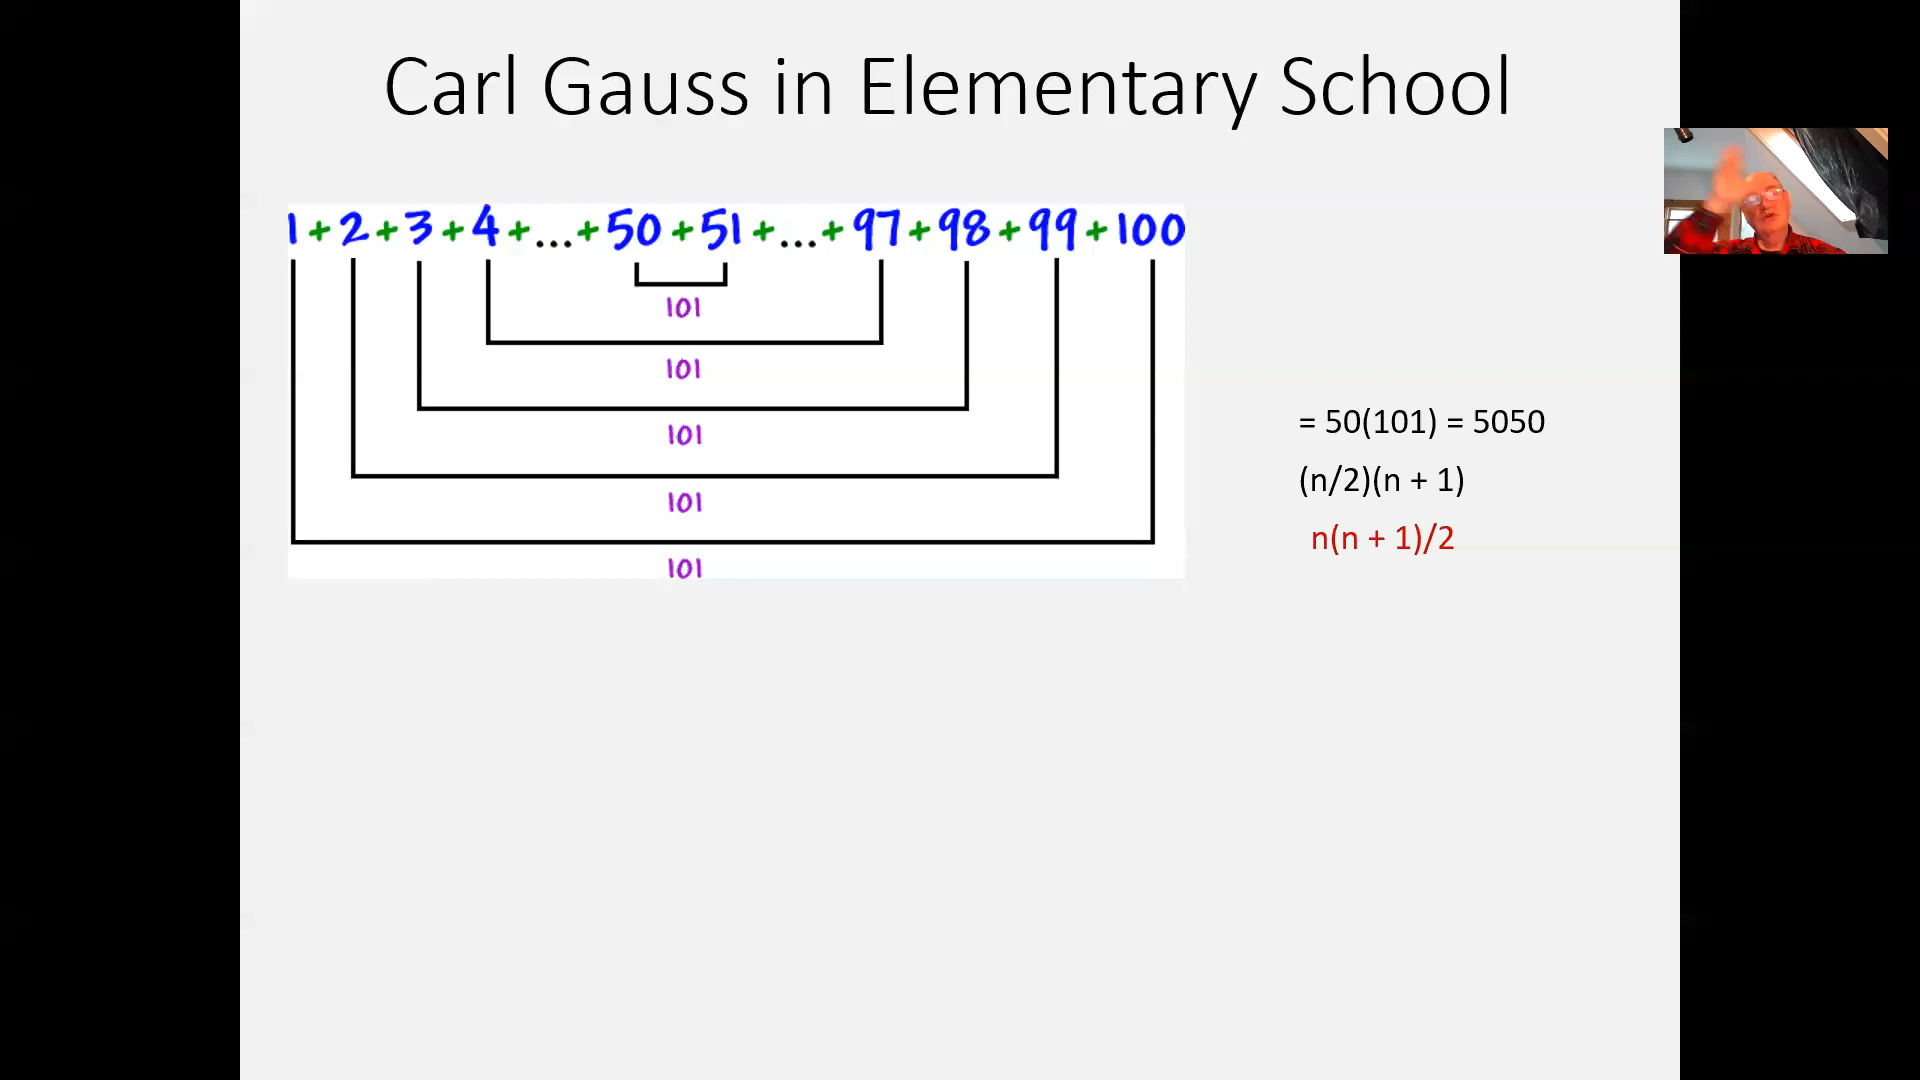 Carl Gauss in Elementary School
1 + 2 + 3 + 4 + ... + 50 + 51 + ... + 97 + 98 + 99 + 100
101
101
101
101
101
= 50(101) = 5050
(n/2)(n + 1)
n(n + 1)/2